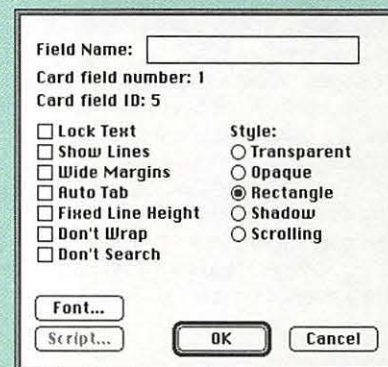 Field Name:
Card field number: 1
Card field ID: 5
Lock Text
Show Lines
Wide Margins
Auto Tab
Fixed Line Height
Don't Wrap
Don't Search
Style:
Transparent
Opaque
Rectangle
Shadow
Scrolling
Font...
Script...
OK
Cancel